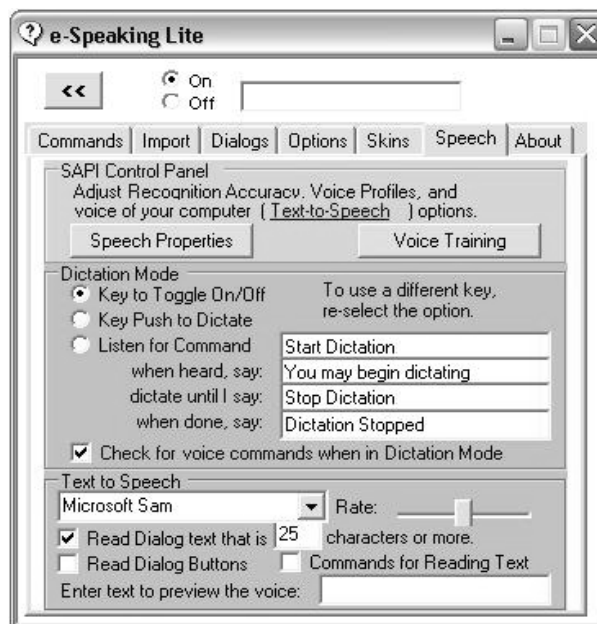 e-Speaking Lite
<<
On
Off
Commands Import Dialogs Options Skins Speech About
SAPI Control Panel
Adjust Recognition Accuracy, Voice Profiles, and
voice of your computer ( Text-to-Speech ) options.
Speech Properties Voice Training
Dictation Mode
Key to Toggle On/Off To use a different key,
Key Push to Dictate re-select the option.
Listen for Command Start Dictation
when heard, say: You may begin dictating
dictate until I say: Stop Dictation
when done, say: Dictation Stopped
Check for voice commands when in Dictation Mode
Text to Speech
Microsoft Sam Rate:
Read Dialog text that is 25 characters or more.
Read Dialog Buttons Commands for Reading Text
Enter text to preview the voice: